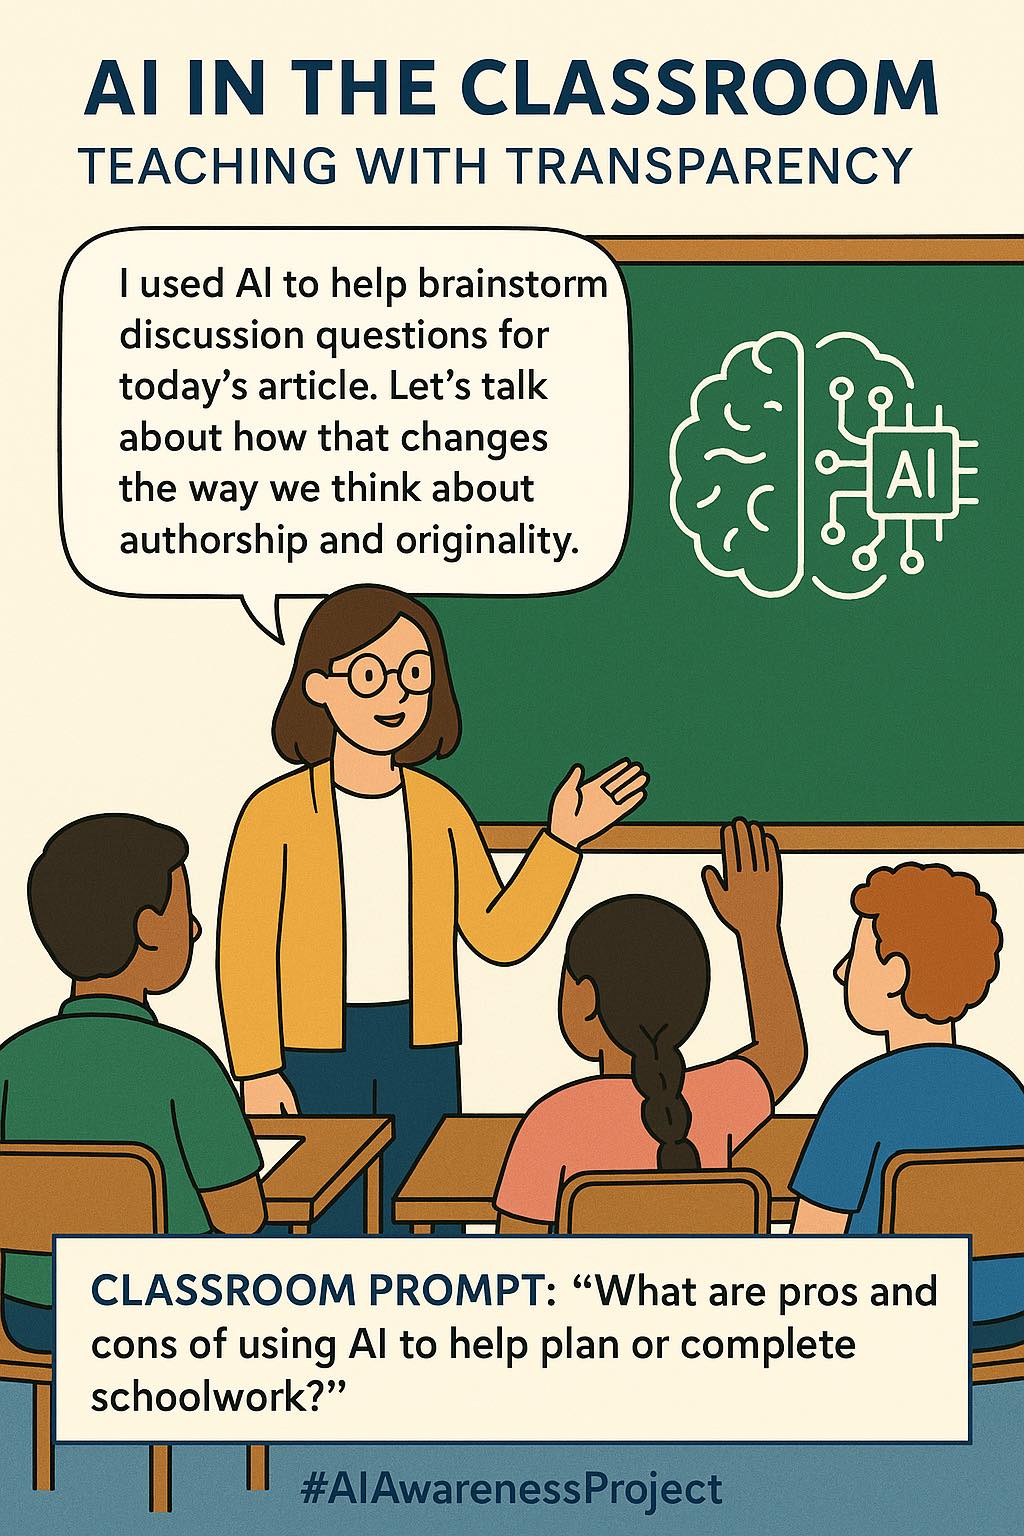 AI IN THE CLASSROOM
TEACHING WITH TRANSPARENCY
I used AI to help brainstorm
discussion questions for
today’s article. Let’s talk
about how that changes
the way we think about
authorship and originality.
AI
CLASSROOM PROMPT: “What are pros and
cons of using AI to help plan or complete
schoolwork?”
#AIAwarenessProject